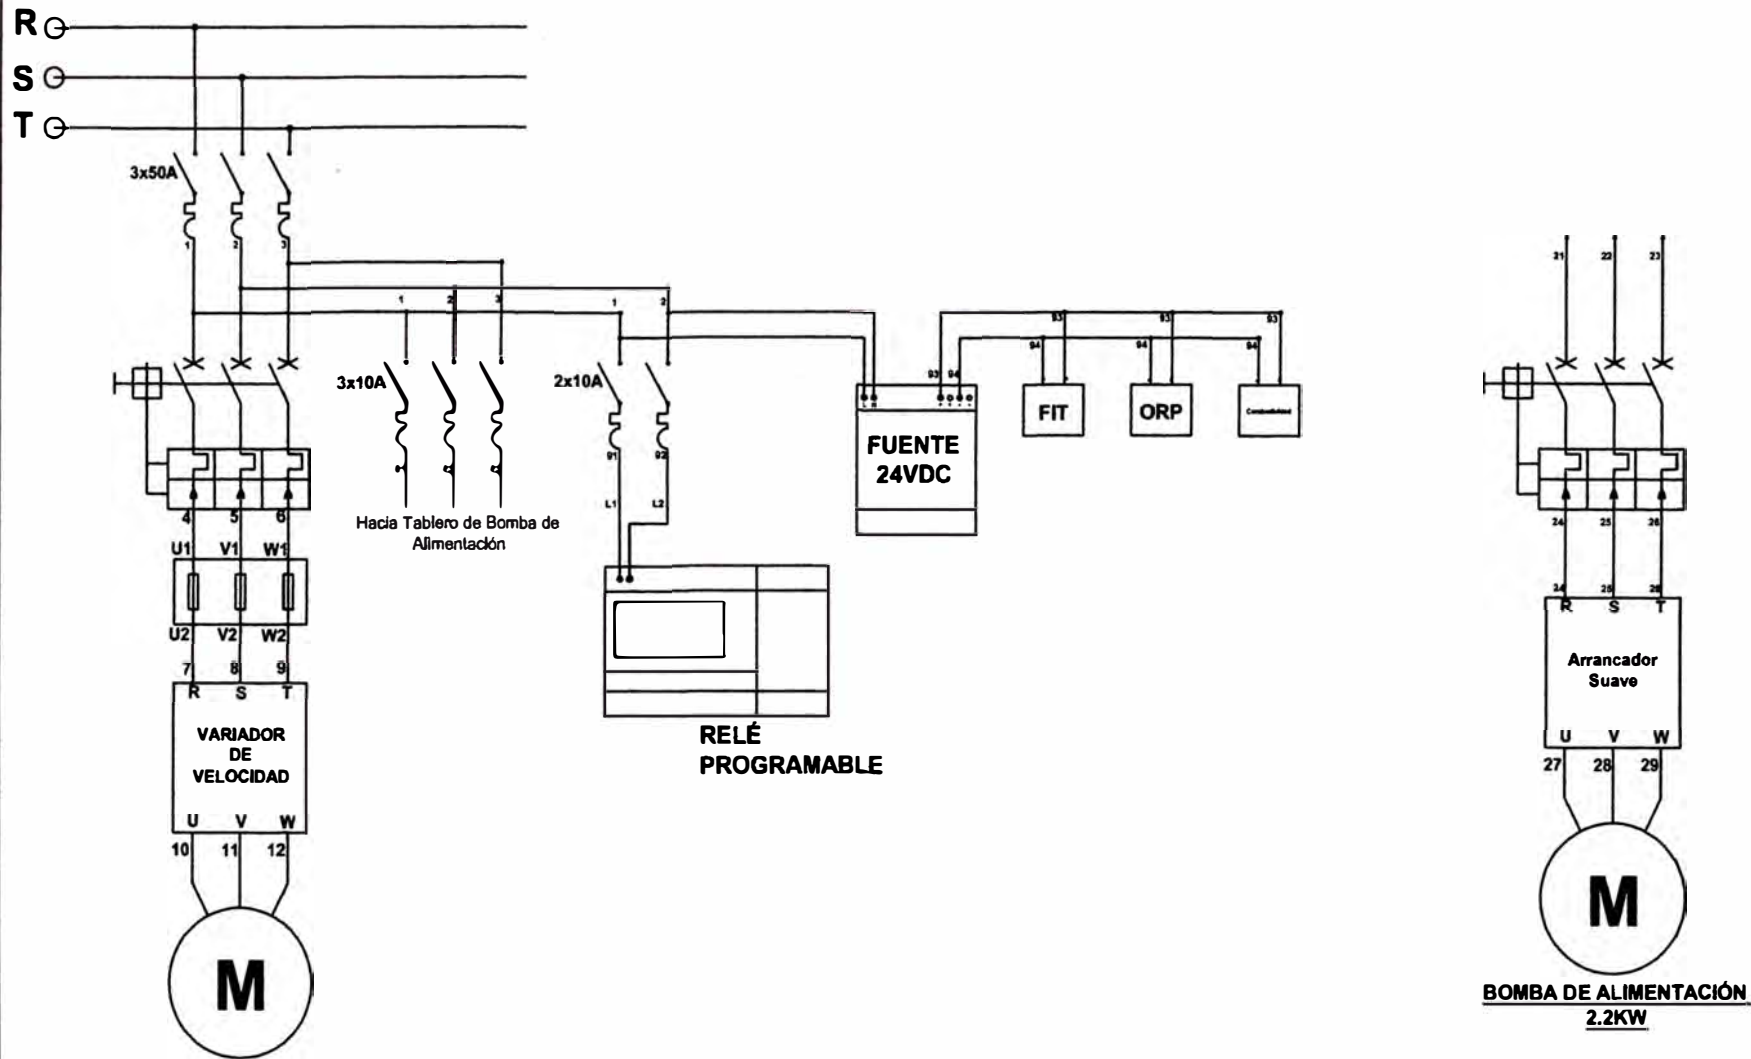 R
S
T
3x50A
1
2
3
1
2
3
1
2
3x10A
2x10A
91
92
L1
L2
Hacia Tablero de Bomba de
Alimentación
4
5
6
U1
V1
W1
U2
V2
W2
7
8
9
R
S
T
VARIADOR
DE
VELOCIDAD
U
V
W
10
11
12
M
RELÉ
PROGRAMABLE
93
94
L
N
+
+
-
-
FUENTE
24VDC
93
93
93
94
94
94
FIT
ORP
Conductividad
21
22
23
24
25
26
24
25
26
R
S
T
Arrancador
Suave
U
V
W
27
28
29
M
BOMBA DE ALIMENTACIÓN
2.2KW